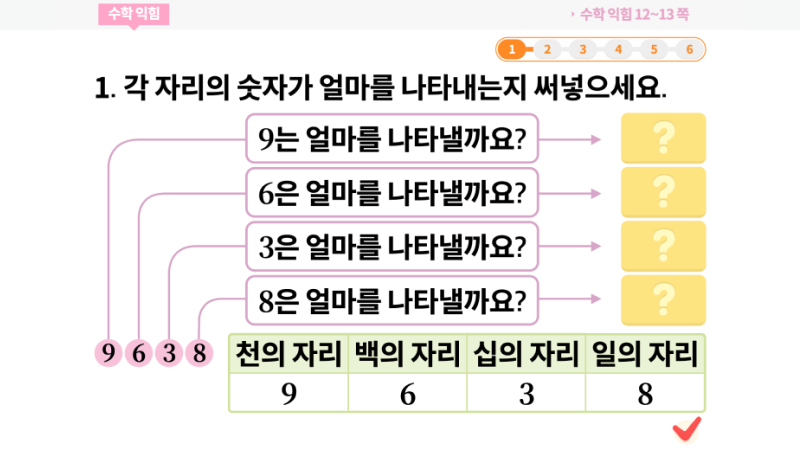 수학 익힘
수학 익힘 12~13 쪽
1 2 3 4 5 6
1. 각 자리의 숫자가 얼마를 나타내는지 써넣으세요.
9는 얼마를 나타낼까요? ?
6은 얼마를 나타낼까요? ?
3은 얼마를 나타낼까요? ?
8은 얼마를 나타낼까요? ?
9 6 3 8
천의 자리 백의 자리 십의 자리 일의 자리
9 6 3 8